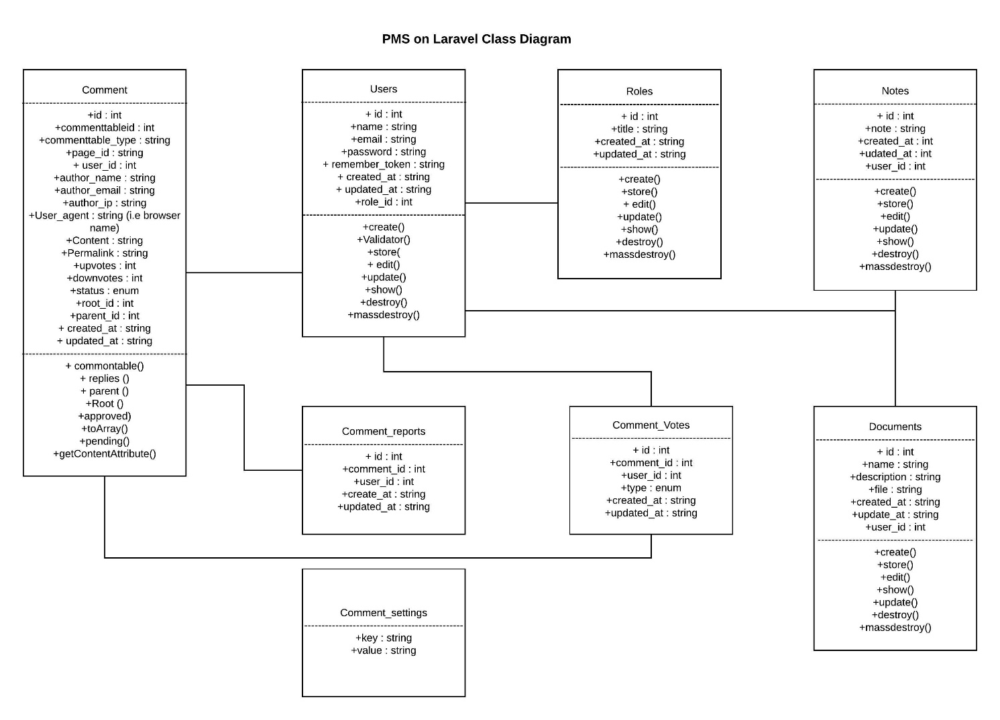 PMS on Laravel Class Diagram
Comment
+id : int
+commenttableid : int
+commenttable_type : string
+page_id : string
+ user_id : int
+author_name : string
+author_email : string
+author_ip : string
+User_agent : string (i.e browser
name)
+Content : string
+Permalink : string
+upvotes : int
+downvotes : int
+status : enum
+root_id : int
+parent_id : int
+ created_at : string
+ updated_at : string
+ commontable()
+ replies ()
+ parent ()
+Root ()
+approved)
+toArray()
+pending()
+getContentAttribute()
Users
+ id : int
+name : string
+email : string
+password : string
+ remember_token : string
+ created_at : string
+ updated_at : string
+role_id : int
+create()
+Validator()
+store(
+ edit()
+update()
+show()
+destroy()
+massdestroy()
Roles
+ id : int
+title : string
+created_at : string
+updated_at : string
+create()
+store()
+ edit()
+update()
+show()
+destroy()
+massdestroy()
Notes
+ id : int
+note : string
+created_at : int
+udated_at : int
+user_id : int
+create()
+store()
+edit()
+update()
+show()
+destroy()
+massdestroy()
Comment_reports
+ id : int
+comment_id : int
+user_id : int
+create_at : string
+updated_at : string
Comment_Votes
+ id : int
+comment_id : int
+user_id : int
+type : enum
+created_at : string
+updated_at : string
Documents
+ id : int
+name : string
+description : string
+file : string
+created_at : string
+update_at : string
+user_id : int
+create()
+store()
+edit()
+show()
+update()
+destroy()
+massdestroy()
Comment_settings
+key : string
+value : string